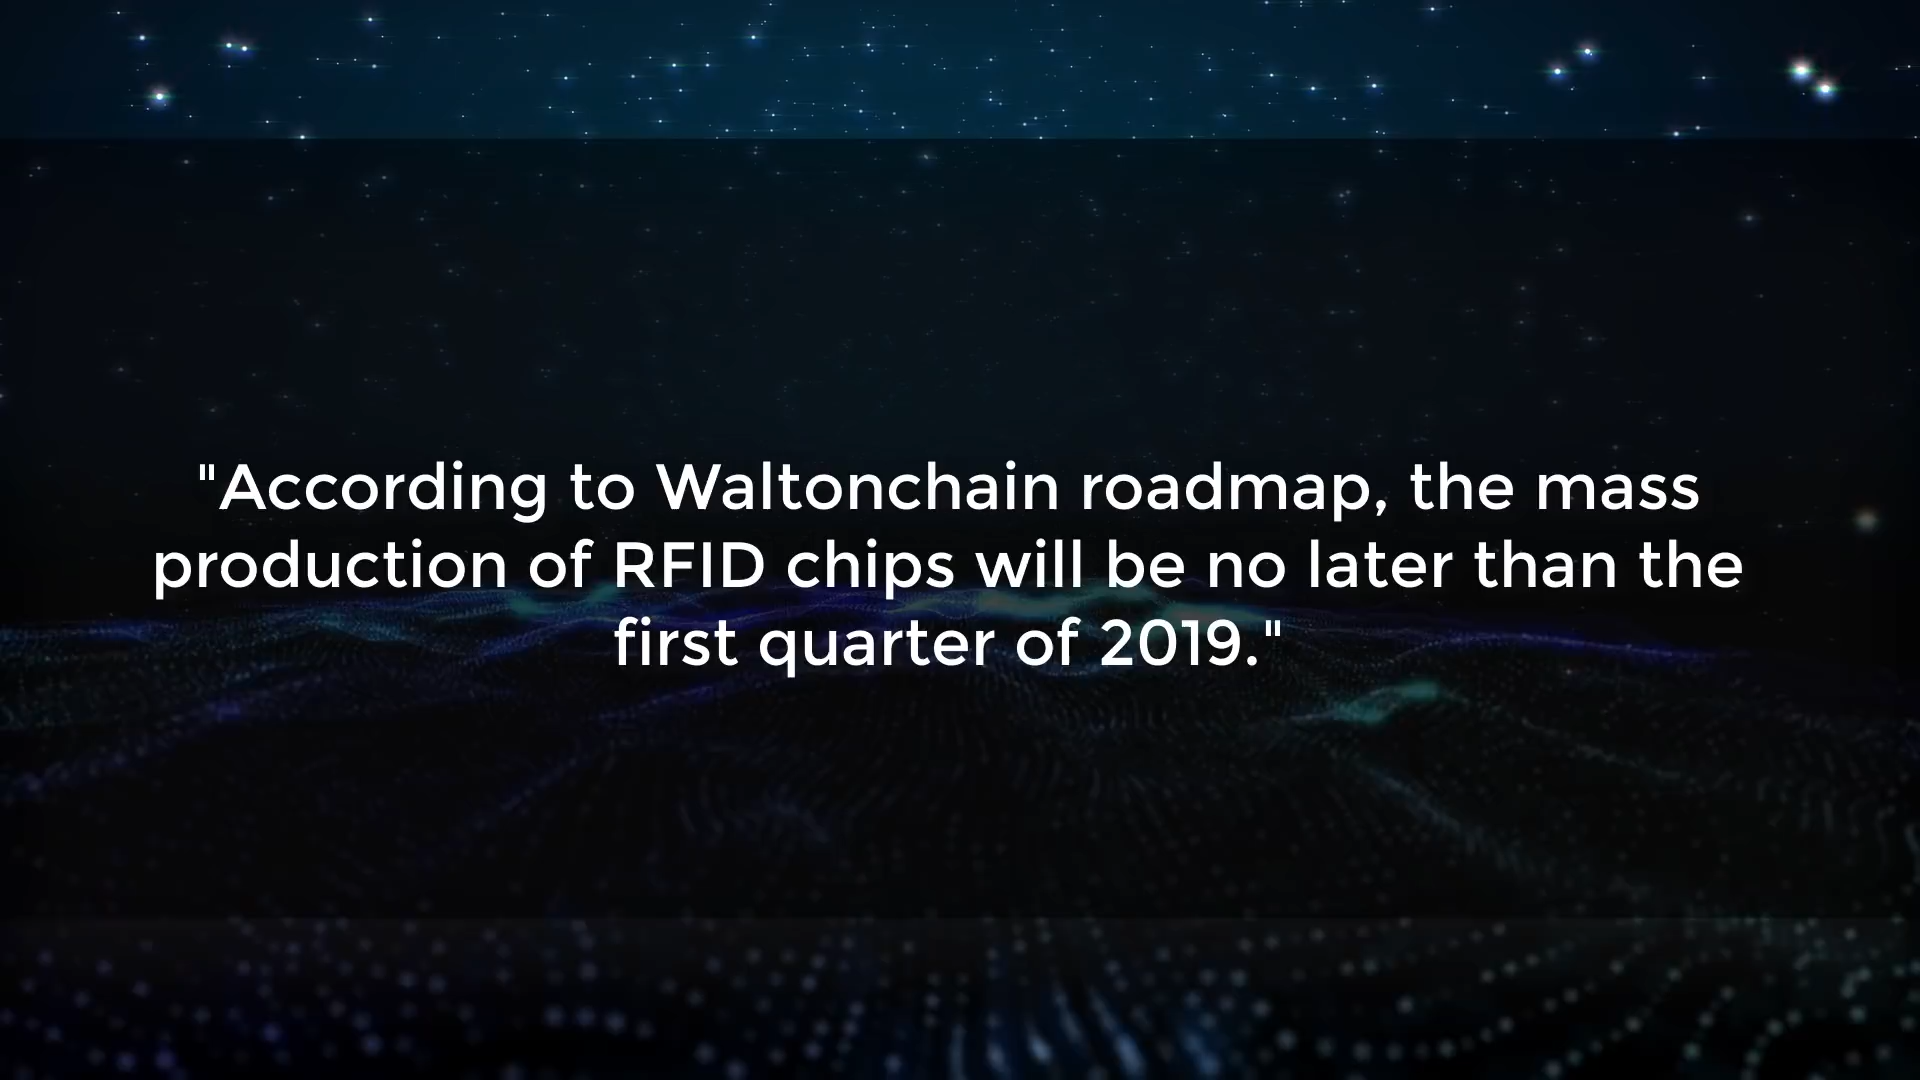 "According to Waltonchain roadmap, the mass
production of RFID chips will be no later than the
first quarter of 2019."